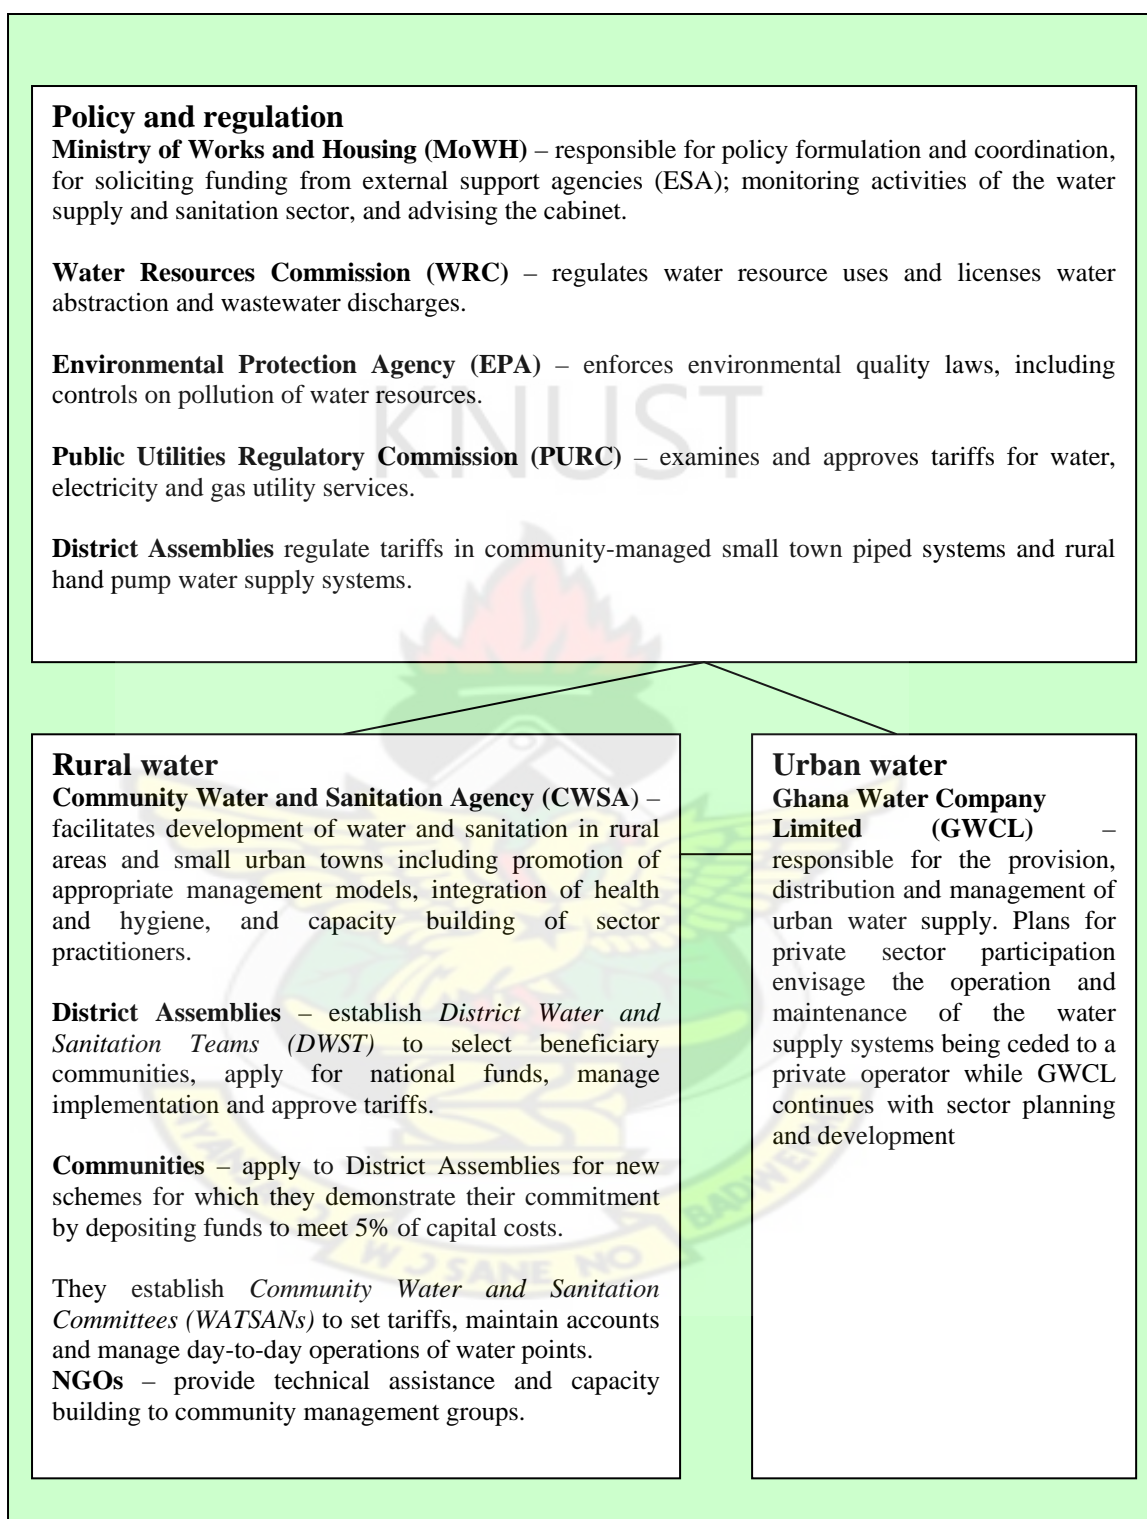 Policy and regulation
Ministry of Works and Housing (MoWH) – responsible for policy formulation and coordination,
for soliciting funding from external support agencies (ESA); monitoring activities of the water
supply and sanitation sector, and advising the cabinet.
Water Resources Commission (WRC) – regulates water resource uses and licenses water
abstraction and wastewater discharges.
Environmental Protection Agency (EPA) – enforces environmental quality laws, including
controls on pollution of water resources.
KNUST
Public Utilities Regulatory Commission (PURC) – examines and approves tariffs for water,
electricity and gas utility services.
District Assemblies regulate tariffs in community-managed small town piped systems and rural
hand pump water supply systems.
Rural water
Community Water and Sanitation Agency (CWSA) –
facilitates development of water and sanitation in rural
areas and small urban towns including promotion of
appropriate management models, integration of health
and hygiene, and capacity building of sector
practitioners.
District Assemblies – establish District Water and
Sanitation Teams (DWST) to select beneficiary
communities, apply for national funds, manage
implementation and approve tariffs.
Communities – apply to District Assemblies for new
schemes for which they demonstrate their commitment
by depositing funds to meet 5% of capital costs.
They establish Community Water and Sanitation
Committees (WATSANs) to set tariffs, maintain accounts
and manage day-to-day operations of water points.
NGOs – provide technical assistance and capacity
building to community management groups.
Urban water
Ghana Water Company
Limited (GWCL) –
responsible for the provision,
distribution and management of
urban water supply. Plans for
private sector participation
envisage the operation and
maintenance of the water
supply systems being ceded to a
private operator while GWCL
continues with sector planning
and development
W Ɔ SANE NO
BADWENMA